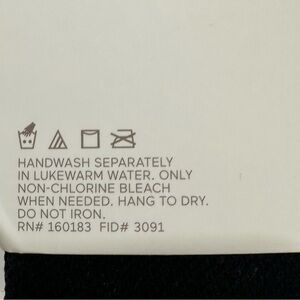 HANDWASH SEPARATELY
IN LUKEWARM WATER. ONLY
NON-CHLORINE BLEACH
WHEN NEEDED. HANG TO DRY.
DO NOT IRON.
RN# 160183 FID# 3091